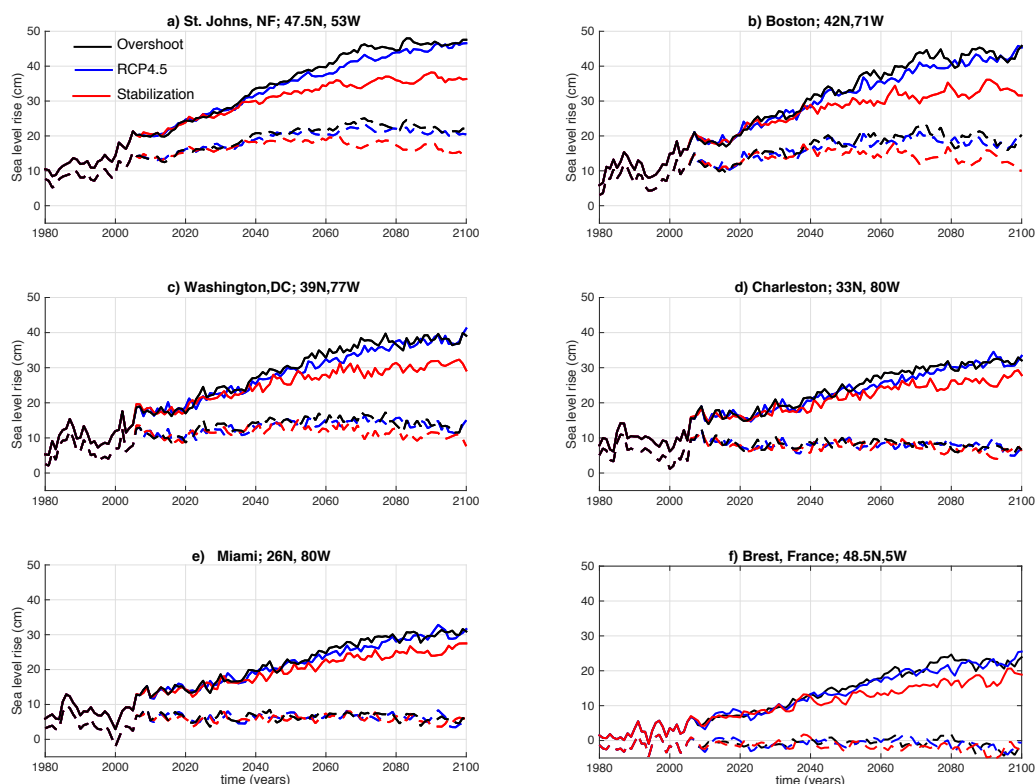 a) St. Johns, NF; 47.5N, 53W
Sea level rise (cm)
50
40
30
20
10
0
Overshoot
RCP4.5
Stabilization
1980 2000 2020 2040 2060 2080 2100
b) Boston; 42N,71W
Sea level rise (cm)
50
40
30
20
10
0
1980 2000 2020 2040 2060 2080 2100
c) Washington,DC; 39N,77W
Sea level rise (cm)
50
40
30
20
10
0
1980 2000 2020 2040 2060 2080 2100
d) Charleston; 33N, 80W
Sea level rise (cm)
50
40
30
20
10
0
1980 2000 2020 2040 2060 2080 2100
e) Miami; 26N, 80W
Sea level rise (cm)
50
40
30
20
10
0
1980 2000 2020 2040 2060 2080 2100
time (years)
f) Brest, France; 48.5N,5W
Sea level rise (cm)
50
40
30
20
10
0
1980 2000 2020 2040 2060 2080 2100
time (years)